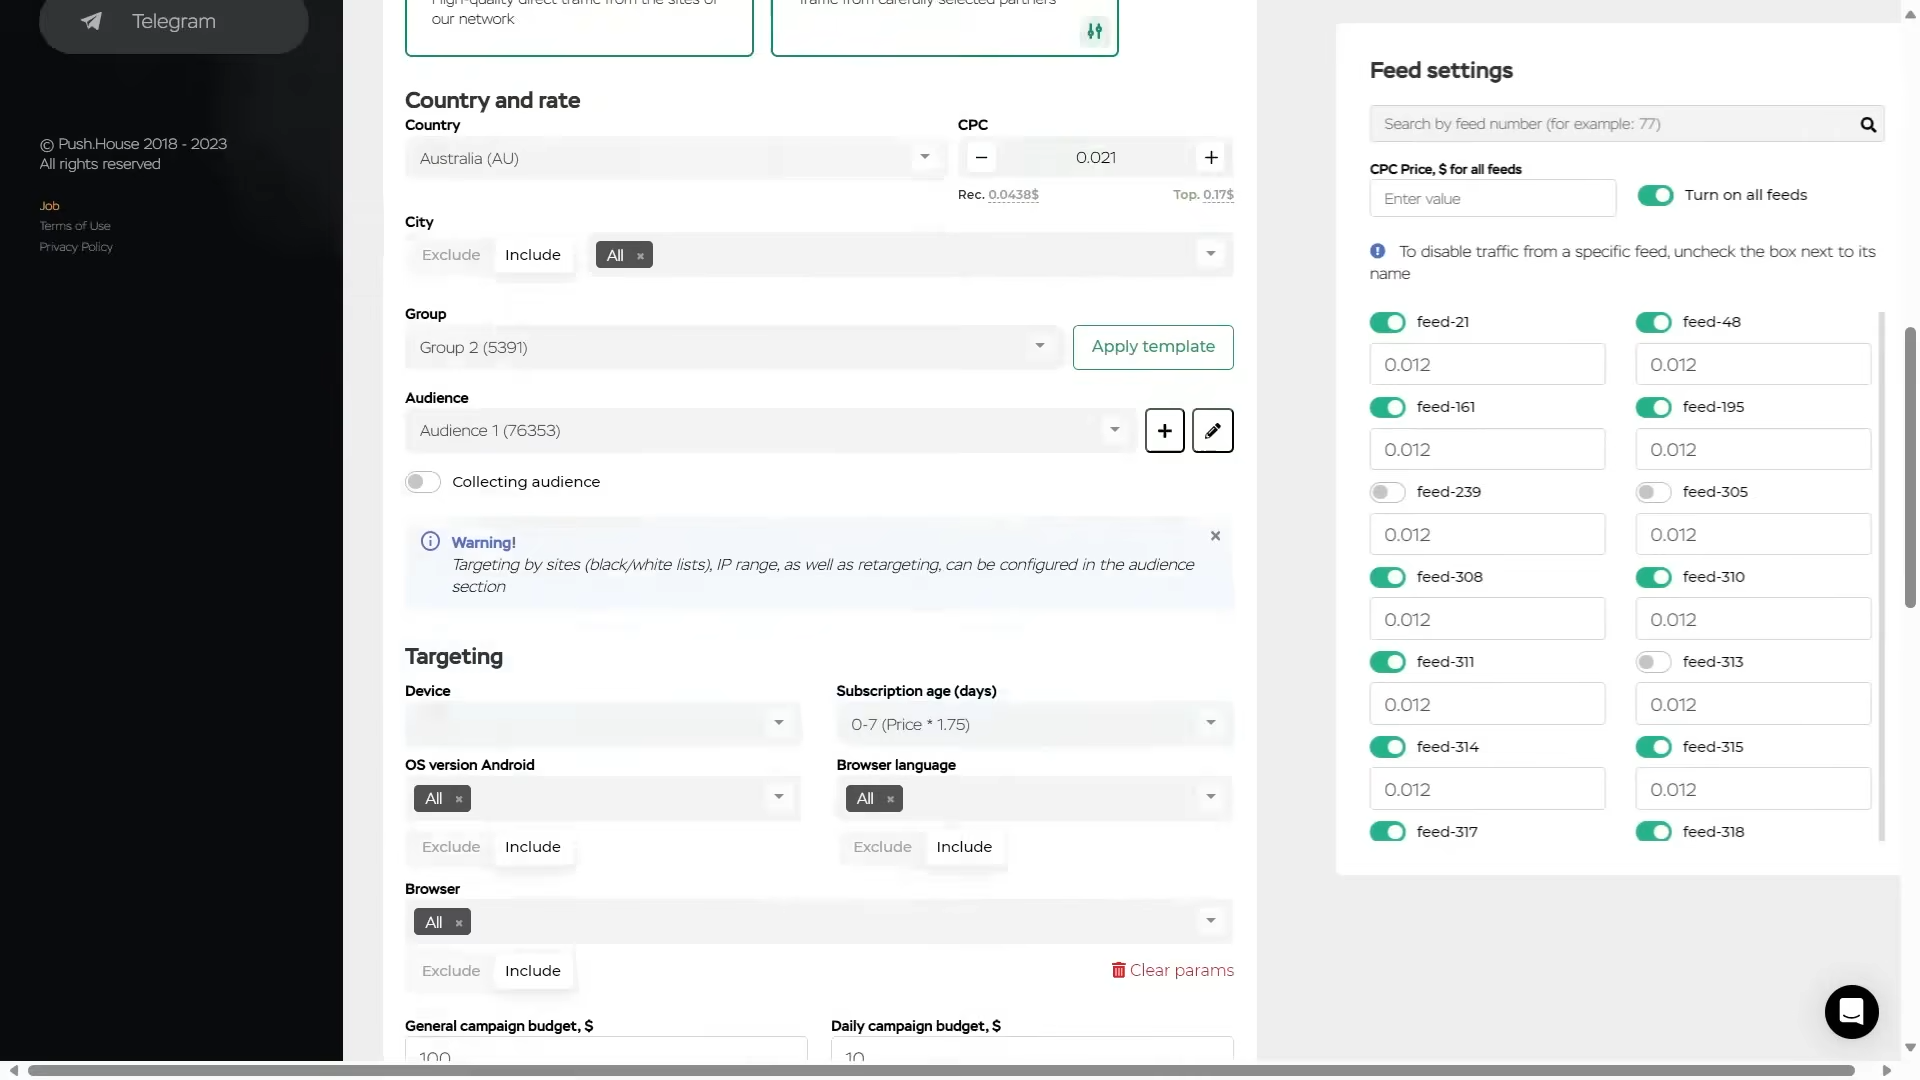 Telegram
© Push.House 2018 - 2023
All rights reserved
Job
Terms of Use
Privacy Policy
High-quality direct traffic from the sites of
our network
Traffic from carefully selected partners
Country and rate
Country
CPC
Australia (AU)
0.021
Rec. 0.0438$
Top. 0.17$
City
Exclude
Include
All ×
Group
Group 2 (5391)
Apply template
Audience
Audience 1 (76353)
Collecting audience
Warning!
Targeting by sites (black/white lists), IP range, as well as retargeting, can be configured in the audience
section
Targeting
Device
Subscription age (days)
0-7 (Price * 1.75)
OS version Android
Browser language
All ×
All ×
Exclude
Include
Exclude
Include
Browser
All ×
Exclude
Include
Clear params
General campaign budget, $
Daily campaign budget, $
100
10
Feed settings
Search by feed number (for example: 77)
CPC Price, $ for all feeds
Enter value
Turn on all feeds
To disable traffic from a specific feed, uncheck the box next to its
name
feed-21
feed-48
0.012
0.012
feed-161
feed-195
0.012
0.012
feed-239
feed-305
0.012
0.012
feed-308
feed-310
0.012
0.012
feed-311
feed-313
0.012
0.012
feed-314
feed-315
0.012
0.012
feed-317
feed-318